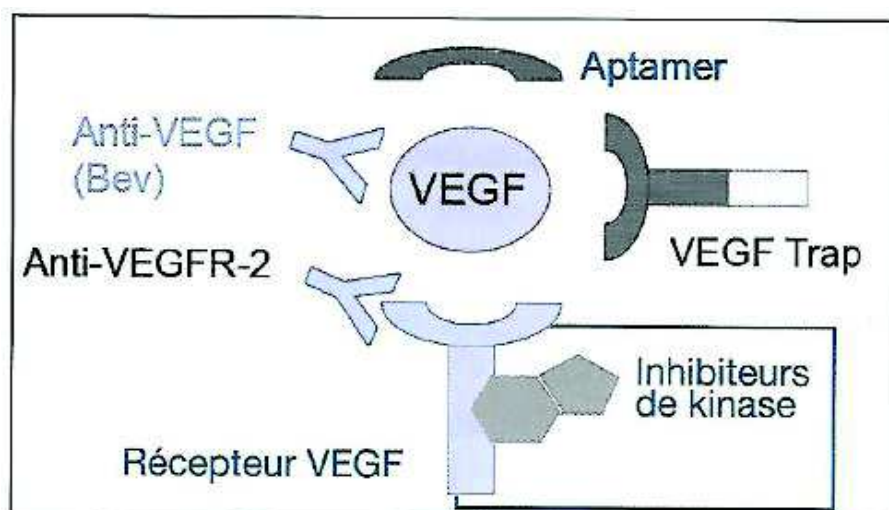 Aptamer
Anti-VEGF
(Bev)
VEGF
Anti-VEGFR-2
VEGF Trap
Inhibiteurs
de kinase
Récepteur VEGF